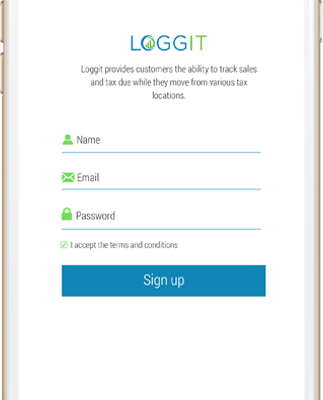 LOGGIT
Loggit provides customers the ability to track sales
and tax due while they move from various tax
locations.
Name
Email
Password
I accept the terms and conditions
Sign up